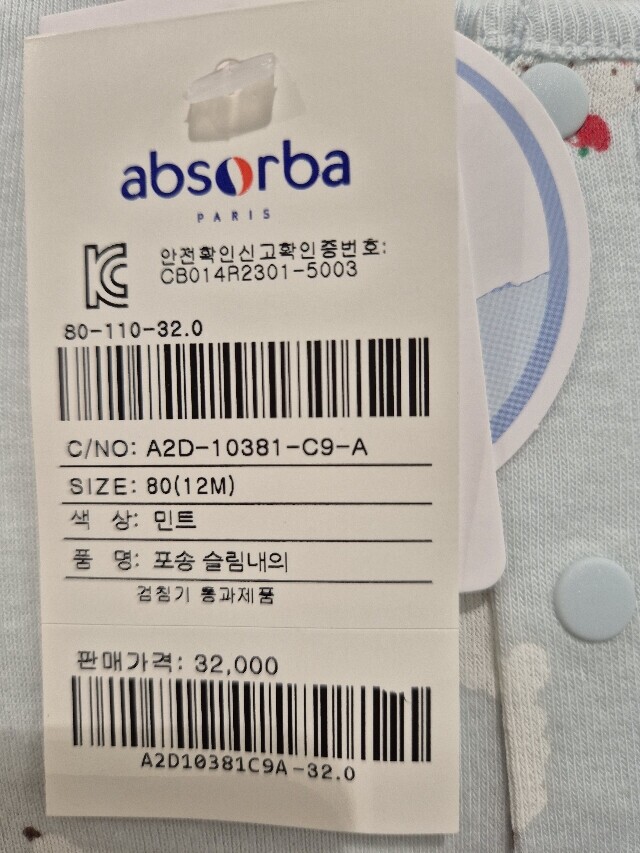 absorba
PARIS
안전확인신고확인증번호:
CB014R2301-5003
80-110-32.0
C/NO: A2D-10381-C9-A
SIZE: 80(12M)
색 상: 민트
품 명: 포송 슬림내의
검침기 통과제품
판매가격: 32,000
A2D10381C9A-32.0